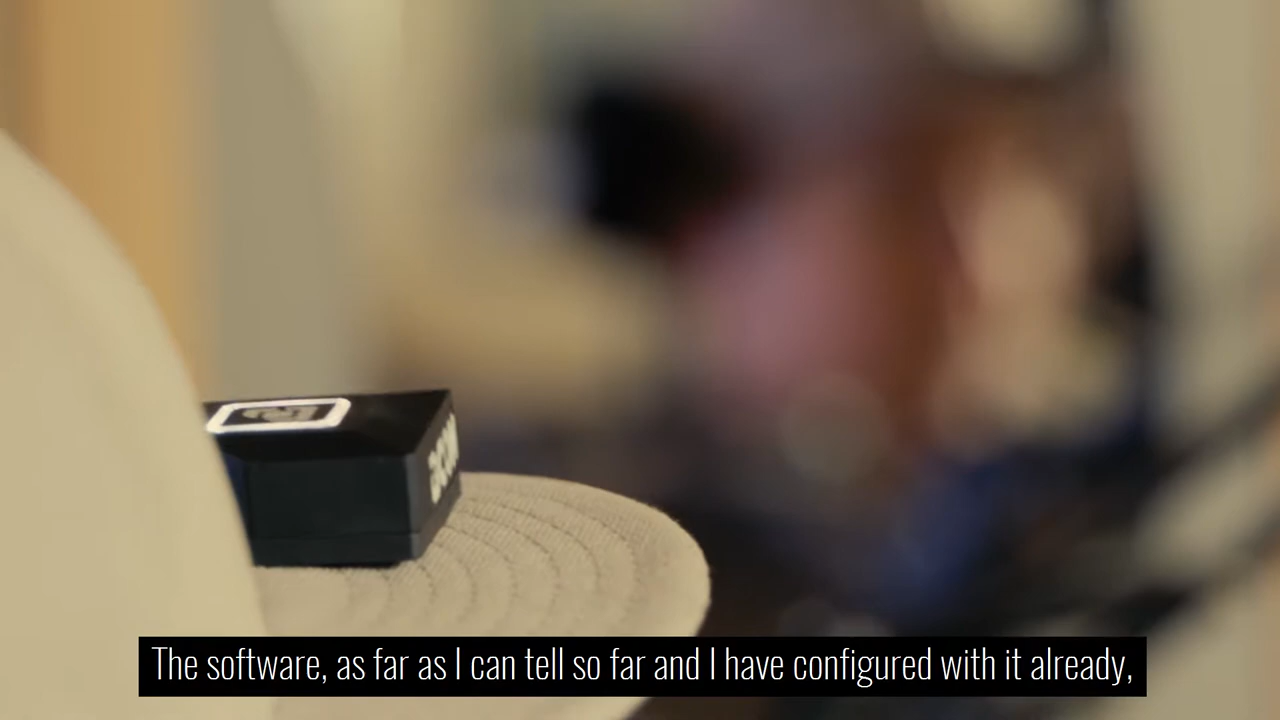 The software, as far as I can tell so far and I have configured with it already,